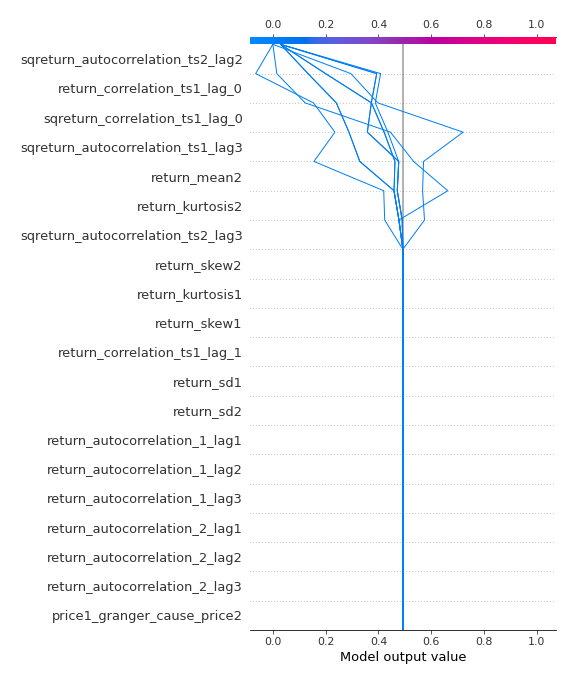 0.0 0.2 0.4 0.6 0.8 1.0
sqreturn_autocorrelation_ts2_lag2
return_correlation_ts1_lag_0
sqreturn_correlation_ts1_lag_0
sqreturn_autocorrelation_ts1_lag3
return_mean2
return_kurtosis2
sqreturn_autocorrelation_ts2_lag3
return_skew2
return_kurtosis1
return_skew1
return_correlation_ts1_lag_1
return_sd1
return_sd2
return_autocorrelation_1_lag1
return_autocorrelation_1_lag2
return_autocorrelation_1_lag3
return_autocorrelation_2_lag1
return_autocorrelation_2_lag2
return_autocorrelation_2_lag3
price1_granger_cause_price2
0.0 0.2 0.4 0.6 0.8 1.0
Model output value